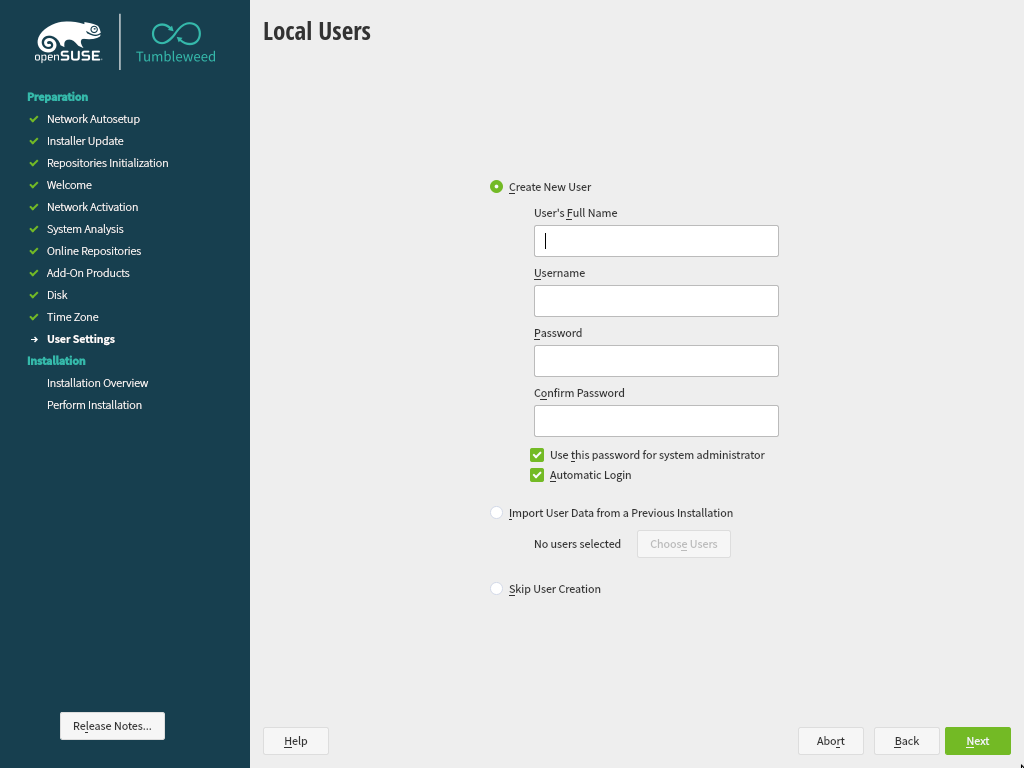 openSUSE
Tumbleweed
Preparation
Network Autosetup
Installer Update
Repositories Initialization
Welcome
Network Activation
System Analysis
Online Repositories
Add-On Products
Disk
Time Zone
User Settings
Installation
Installation Overview
Perform Installation
Release Notes...
Local Users
Create New User
User's Full Name
Username
Password
Confirm Password
Use this password for system administrator
Automatic Login
Import User Data from a Previous Installation
No users selected Choose Users
Skip User Creation
Help Abort Back Next